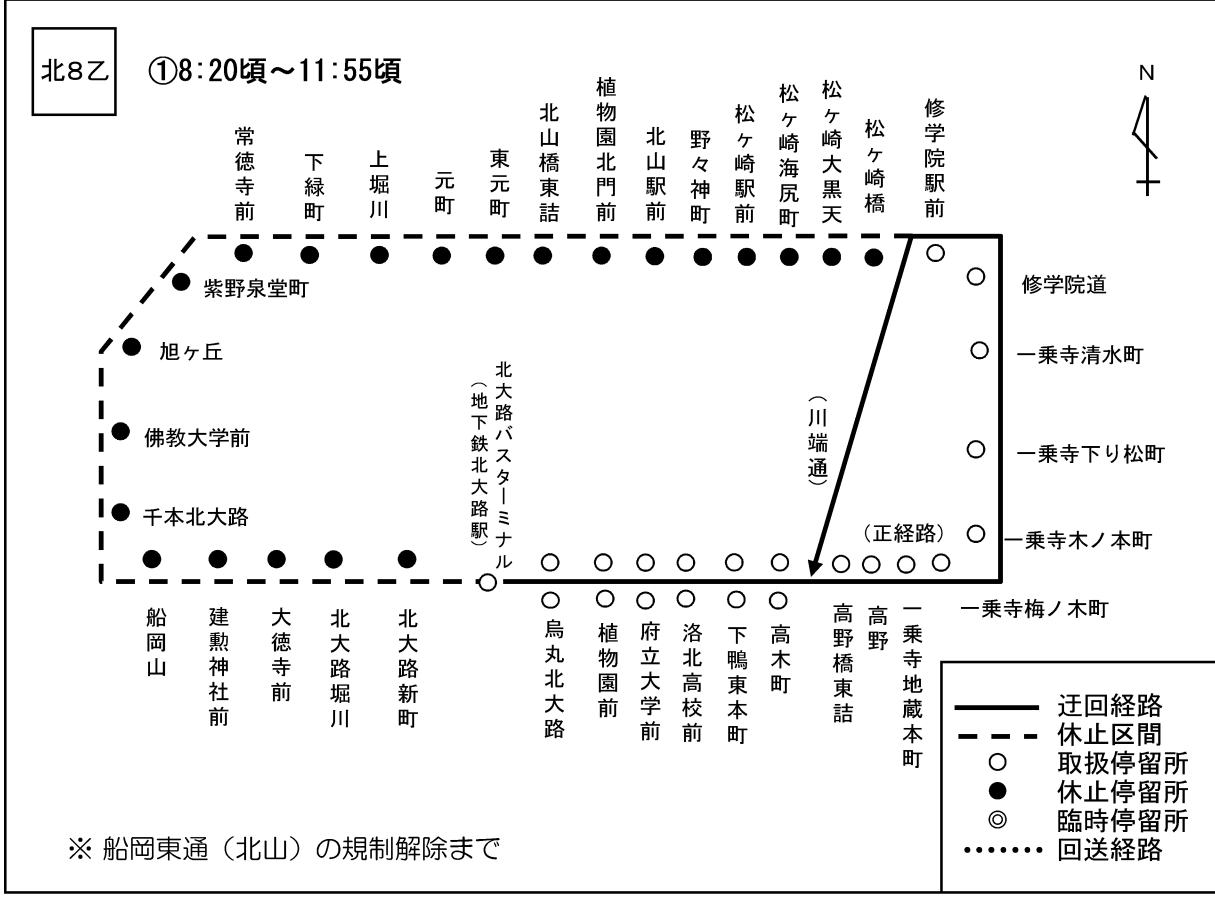 北8乙
①8:20頃～11:55頃
N
常徳寺前
下緑町
上堀川
元町
東元町
北山橋東詰
植物園北門前
北山駅前
野々神町
松ヶ崎駅前
松ヶ崎海尻町
松ヶ崎大黒天
松ヶ崎橋
修学院駅前
紫野泉堂町
旭ヶ丘
佛教大学前
千本北大路
北大路バスターミナル
（地下鉄北大路駅）
（川端通）
（正経路）
修学院道
一乗寺清水町
一乗寺下り松町
一乗寺木ノ本町
一乗寺梅ノ木町
船岡山
建勲神社前
大徳寺前
北大路堀川
北大路新町
烏丸北大路
植物園前
府立大学前
洛北高校前
下鴨東本町
高木町
高野橋東詰
高野
一乗寺地蔵本町
迂回経路
休止区間
取扱停留所
休止停留所
臨時停留所
回送経路
※ 船岡東通（北山）の規制解除まで